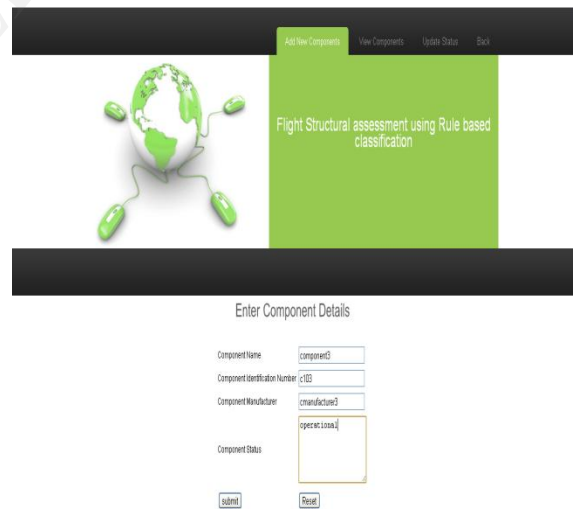 Add New Components View Components Update Status Back
Flight Structural assessment using Rule based
classification
Enter Component Details
Component Name component3
Component Identification Number c103
Component Manufacturer cmanufacturer3
Component Status operational
submit Reset